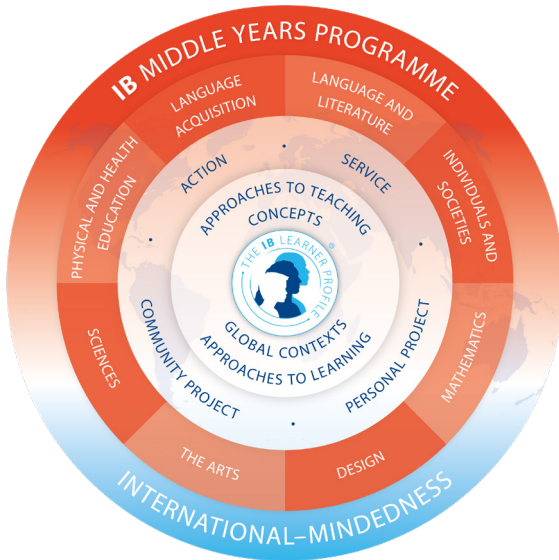 IB MIDDLE YEARS PROGRAMME
LANGUAGE
ACQUISITION
LANGUAGE AND
LITERATURE
INDIVIDUALS AND
SOCIETIES
MATHEMATICS
DESIGN
THE ARTS
SCIENCES
PHYSICAL AND HEALTH
EDUCATION
ACTION
SERVICE
PERSONAL PROJECT
COMMUNITY PROJECT
APPROACHES TO TEACHING
CONCEPTS
THE IB LEARNER PROFILE
®
GLOBAL CONTEXTS
APPROACHES TO LEARNING
INTERNATIONAL–MINDEDNESS